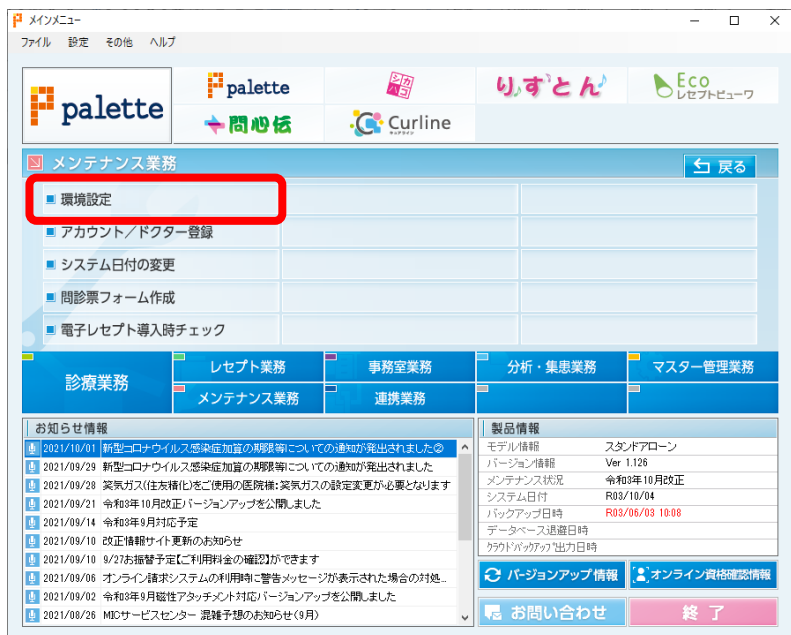 メインメニュー
ファイル 設定 その他 ヘルプ
palette
palette
シカハコ
りすとん
Eco
レセプトビューワ
問心伝
Curline
メンテナンス業務
戻る
環境設定
アカウント／ドクター登録
システム日付の変更
問診票フォーム作成
電子レセプト導入時チェック
診療業務
レセプト業務
事務室業務
分析・集患業務
マスター管理業務
メンテナンス業務
連携業務
お知らせ情報
2021/10/01 新型コロナウイルス感染症加算の期限等についての通知が発出されました②
2021/09/29 新型コロナウイルス感染症加算の期限等についての通知が発出されました
2021/09/28 笑気ガス(住友精化)をご使用の医院様:笑気ガスの設定変更が必要となります
2021/09/21 令和3年10月改正バージョンアップを公開しました
2021/09/14 令和3年9月対応予定
2021/09/10 改正情報サイト更新のお知らせ
2021/09/10 9/27お振替予定【ご利用料金の確認】ができます
2021/09/06 オンライン請求システムの利用時に警告メッセージが表示された場合の対処...
2021/09/02 令和3年9月磁性アタッチメント対応バージョンアップを公開しました
2021/08/26 MICサービスセンター 混雑予想のお知らせ(9月)
製品情報
モデル情報 スタンドアローン
バージョン情報 Ver 1.126
メンテナンス状況 令和3年10月改正
システム日付 R03/10/04
バックアップ日時 R03/06/03 10:08
データベース退避日時
クラウドバックアップ出力日時
バージョンアップ情報
オンライン資格確認情報
お問い合わせ
終了